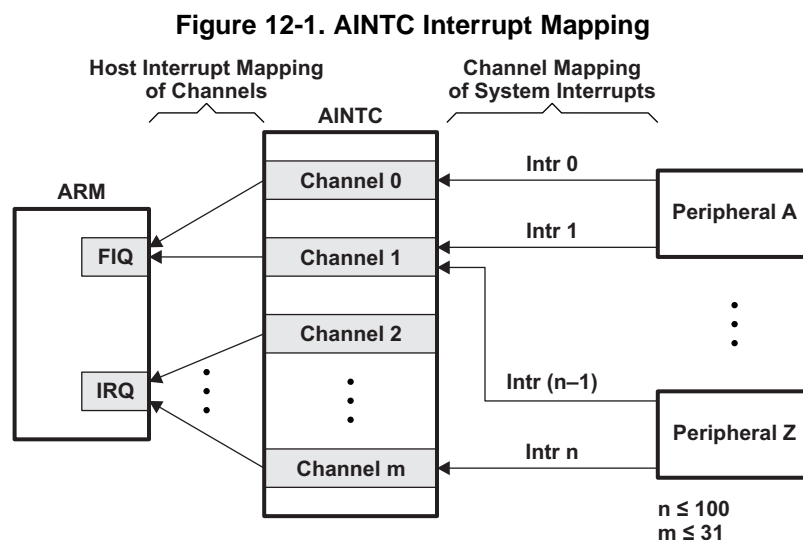 Figure 12-1. AINTC Interrupt Mapping
Host Interrupt Mapping
of Channels
Channel Mapping
of System Interrupts
AINTC
ARM
FIQ
IRQ
Channel 0
Channel 1
Channel 2
Channel m
Intr 0
Intr 1
Intr (n–1)
Intr n
Peripheral A
Peripheral Z
n ≤ 100
m ≤ 31